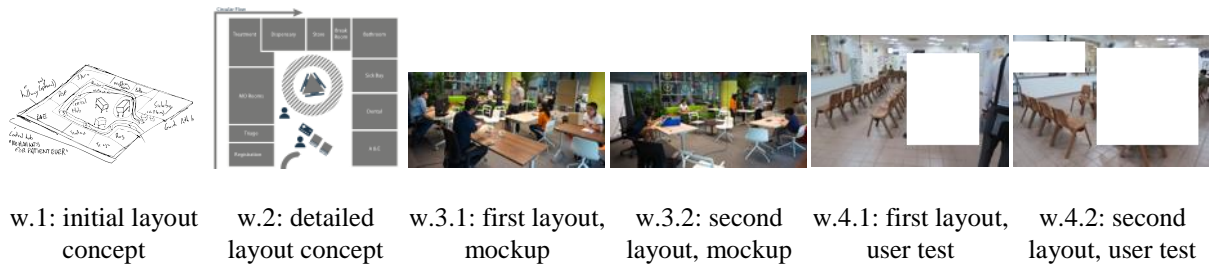 Circular Flow
Treatment
Dispensary
Store
Break
Room
Bathroom
Sick Bay
MO Rooms
Dental
Triage
A & E
Registration
w.1: initial layout
concept
w.2: detailed
layout concept
w.3.1: first layout,
mockup
w.3.2: second
layout, mockup
w.4.1: first layout,
user test
w.4.2: second
layout, user test